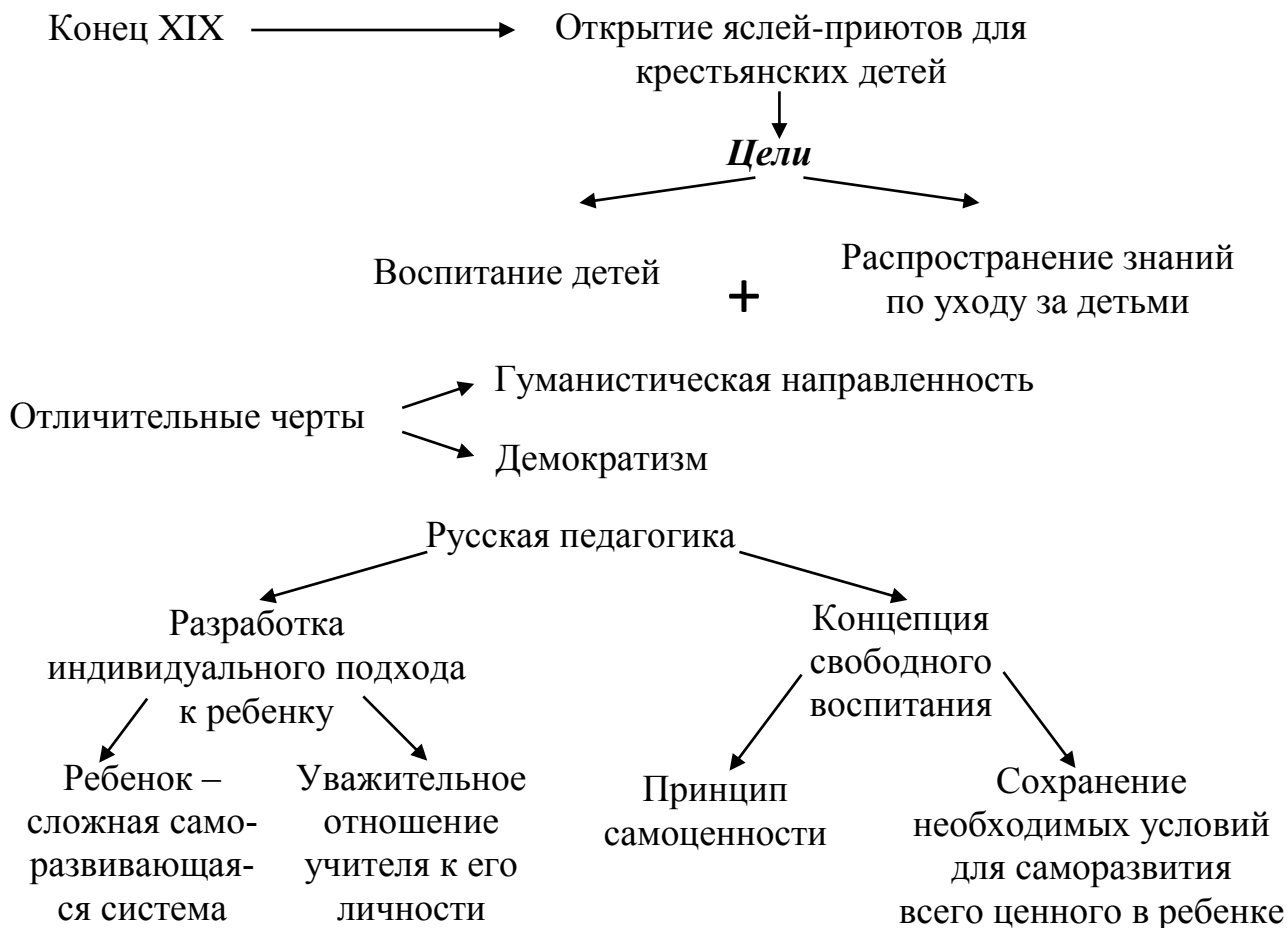 Конец XIX
Открытие яслей-приютов для
крестьянских детей
Цели
Воспитание детей
+
Распространение знаний
по уходу за детьми
Отличительные черты
Гуманистическая направленность
Демократизм
Русская педагогика
Разработка
индивидуального подхода
к ребенку
Концепция
свободного
воспитания
Ребенок –
сложная само-
развивающая-
ся система
Уважительное
отношение
учителя к его
личности
Принцип
самоценности
Сохранение
необходимых условий
для саморазвития
всего ценного в ребенке